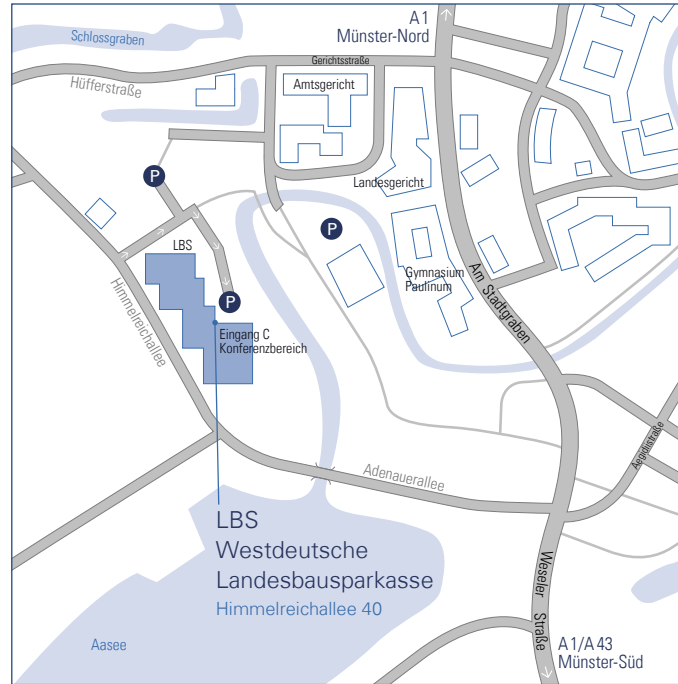 A 1
Münster-Nord
Schlossgraben
Gerichtsstraße
Hüfferstraße
Amtsgericht
P
Landesgericht
P
LBS
Gymnasium
Paulinum
Am Stadtgraben
Himmelreichallee
P
Eingang C
Konferenzbereich
Aegidiistraße
Adenauerallee
LBS
Westdeutsche
Landesbausparkasse
Himmelreichallee 40
Weseler Straße
Aasee
A 1/A 43
Münster-Süd